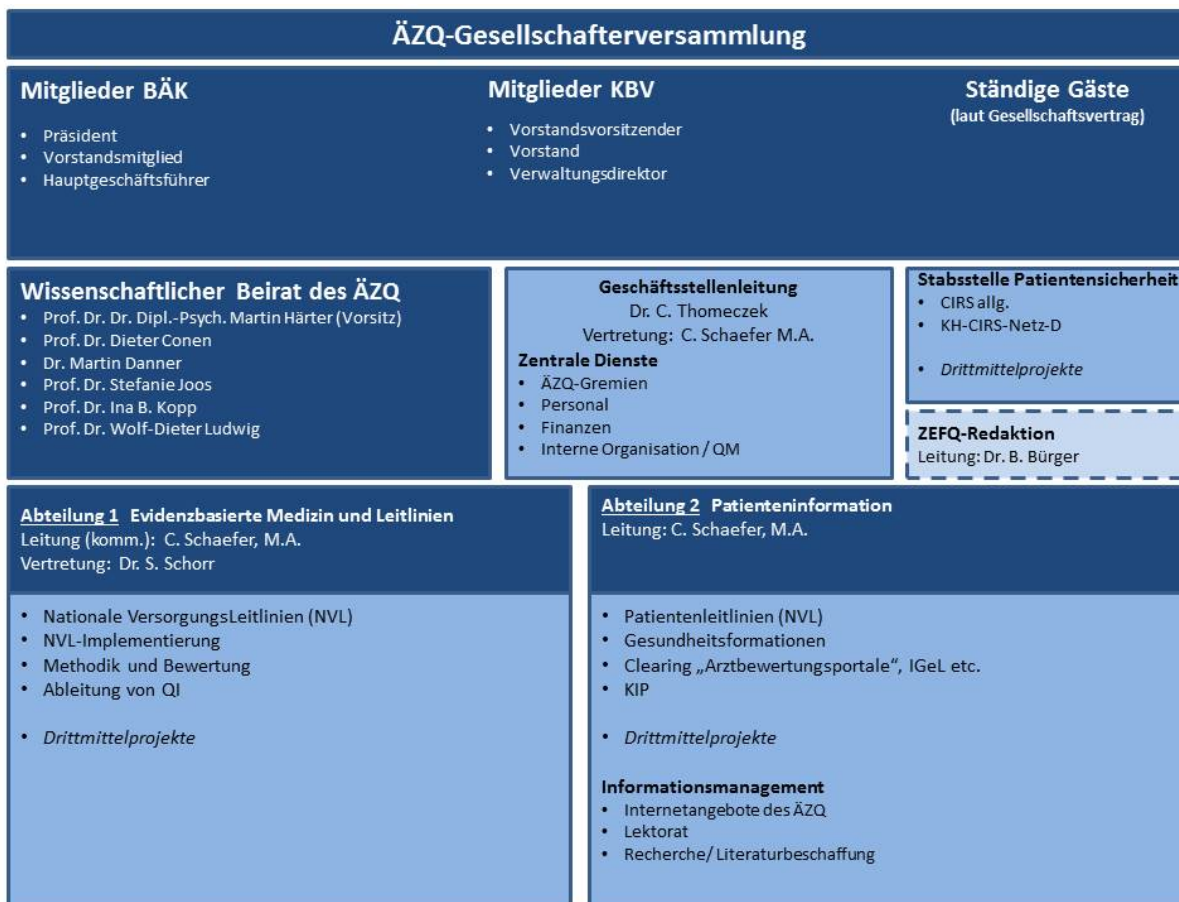 ÄZQ-Gesellschafterversammlung
Mitglieder BÄK
• Präsident
• Vorstandsmitglied
• Hauptgeschäftsführer
Mitglieder KBV
• Vorstandsvorsitzender
• Vorstand
• Verwaltungsdirektor
Ständige Gäste
(laut Gesellschaftsvertrag)
Wissenschaftlicher Beirat des ÄZQ
• Prof. Dr. Dr. Dipl.-Psych. Martin Härter (Vorsitz)
• Prof. Dr. Dieter Conen
• Dr. Martin Danner
• Prof. Dr. Stefanie Joos
• Prof. Dr. Ina B. Kopp
• Prof. Dr. Wolf-Dieter Ludwig
Geschäftsstellenleitung
Dr. C. Thomeczek
Vertretung: C. Schaefer M.A.
Zentrale Dienste
• ÄZQ-Gremien
• Personal
• Finanzen
• Interne Organisation / QM
Stabsstelle Patientensicherheit
• CIRS allg.
• KH-CIRS-Netz-D
• Drittmittelprojekte
ZEFQ-Redaktion
Leitung: Dr. B. Bürger
Abteilung 1 Evidenzbasierte Medizin und Leitlinien
Leitung (komm.): C. Schaefer, M.A.
Vertretung: Dr. S. Schorr
• Nationale VersorgungsLeitlinien (NVL)
• NVL-Implementierung
• Methodik und Bewertung
• Ableitung von QI
• Drittmittelprojekte
Abteilung 2 Patienteninformation
Leitung: C. Schaefer, M.A.
• Patientenleitlinien (NVL)
• Gesundheitsformationen
• Clearing „Arztbewertungsportale“, IGeL etc.
• KIP
• Drittmittelprojekte
Informationsmanagement
• Internetangebote des ÄZQ
• Lektorat
• Recherche/ Literaturbeschaffung